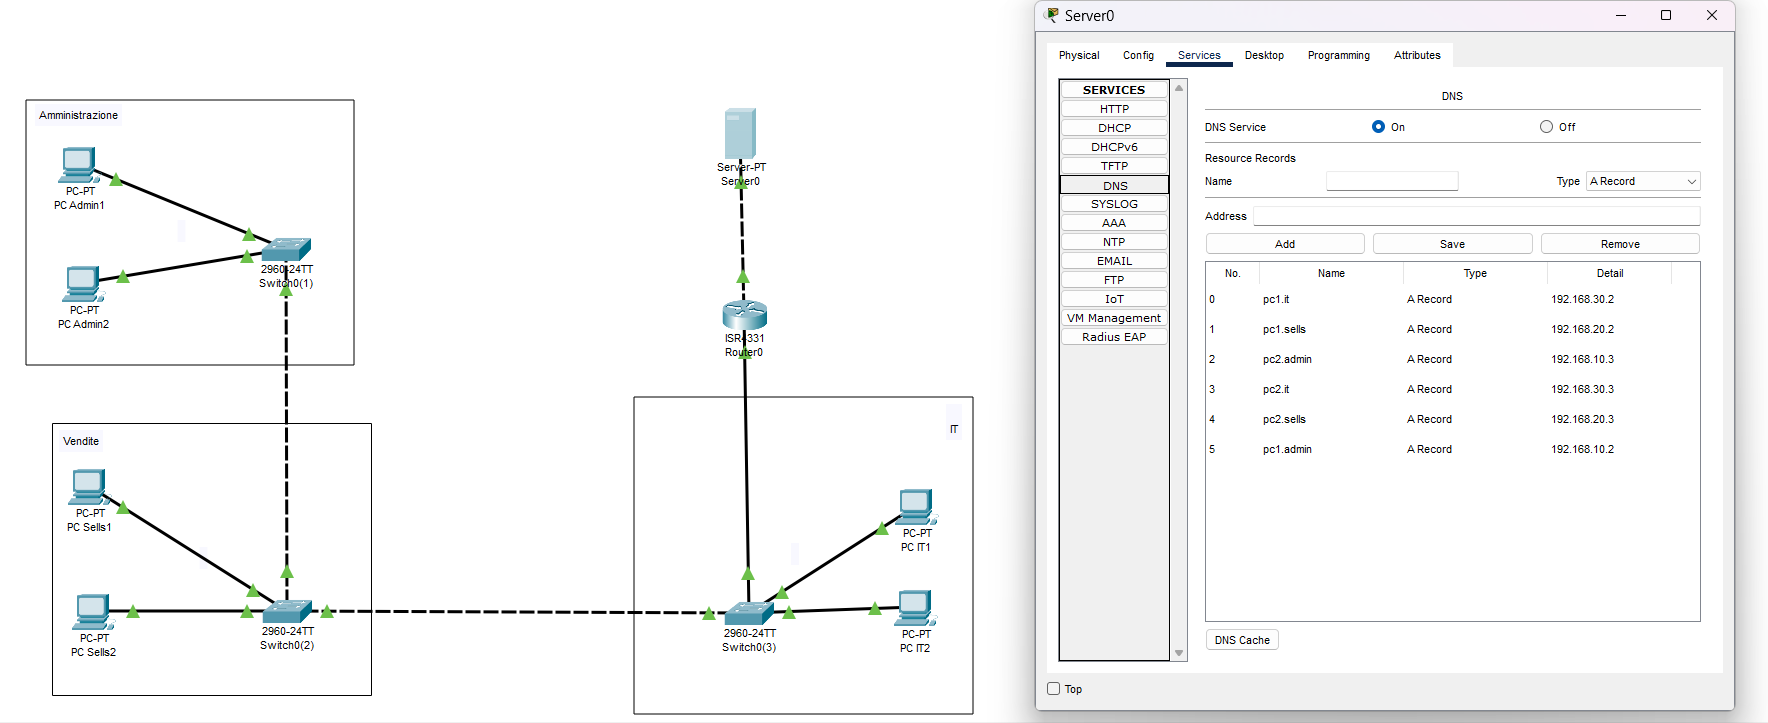 Amministrazione
PC-PT
PC Admin1
PC-PT
PC Admin2
2960-24TT
Switch0(1)
Vendite
PC-PT
PC Sells1
PC-PT
PC Sells2
2960-24TT
Switch0(2)
Server-PT
Server0
ISR4331
Router0
IT
PC-PT
PC IT1
PC-PT
PC IT2
2960-24TT
Switch0(3)
Server0
Physical Config Services Desktop Programming Attributes
SERVICES
HTTP
DHCP
DHCPv6
TFTP
DNS
SYSLOG
AAA
NTP
EMAIL
FTP
IoT
VM Management
Radius EAP
DNS
DNS Service On Off
Resource Records
Name Type A Record
Address
Add Save Remove
No. Name Type Detail
0 pc1.it A Record 192.168.30.2
1 pc1.sells A Record 192.168.20.2
2 pc2.admin A Record 192.168.10.3
3 pc2.it A Record 192.168.30.3
4 pc2.sells A Record 192.168.20.3
5 pc1.admin A Record 192.168.10.2
DNS Cache
Top